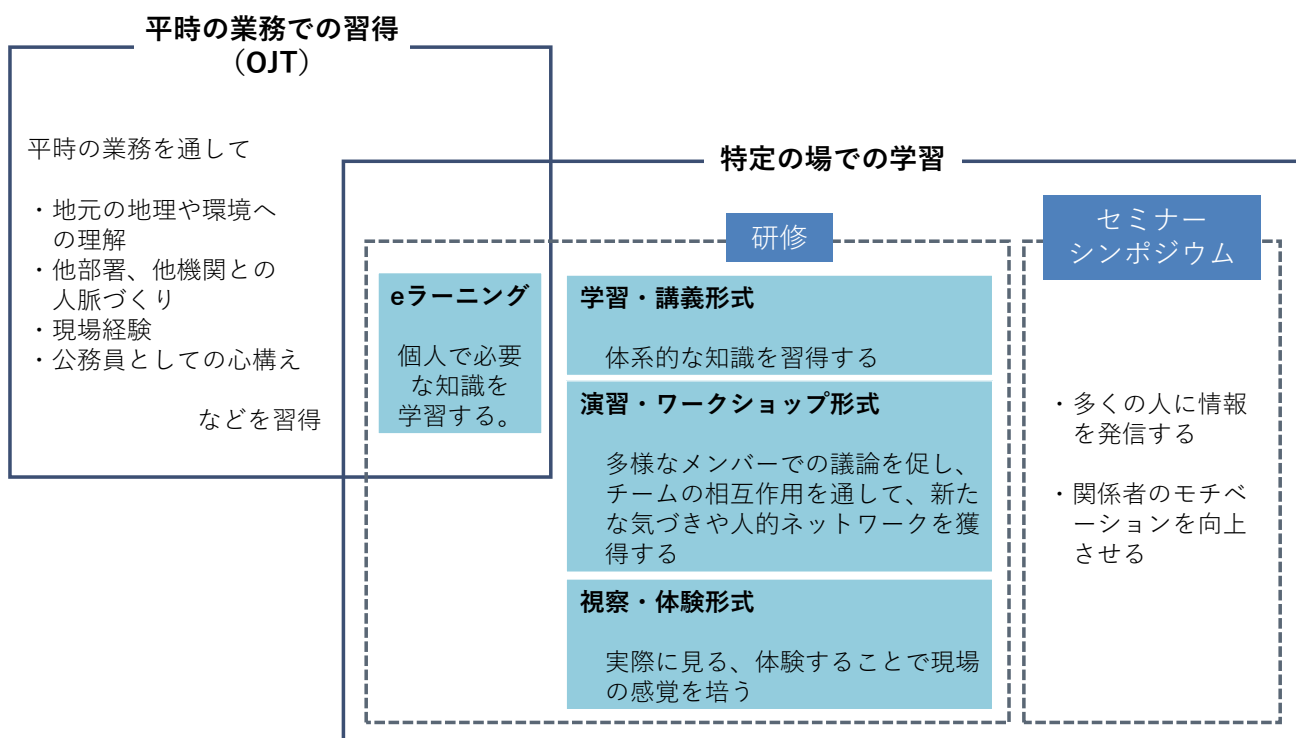 平時の業務での習得
（OJT）
平時の業務を通して
・地元の地理や環境へ
の理解
・他部署、他機関との
人脈づくり
・現場経験
・公務員としての心構え
などを習得
特定の場での学習
研修
eラーニング
個人で必要
な知識を
学習する。
学習・講義形式
体系的な知識を習得する
演習・ワークショップ形式
多様なメンバーでの議論を促し、
チームの相互作用を通して、新た
な気づきや人的ネットワークを獲
得する
視察・体験形式
実際に見る、体験することで現場
の感覚を培う
セミナー
シンポジウム
・多くの人に情報
を発信する
・関係者のモチベ
ーションを向上
させる